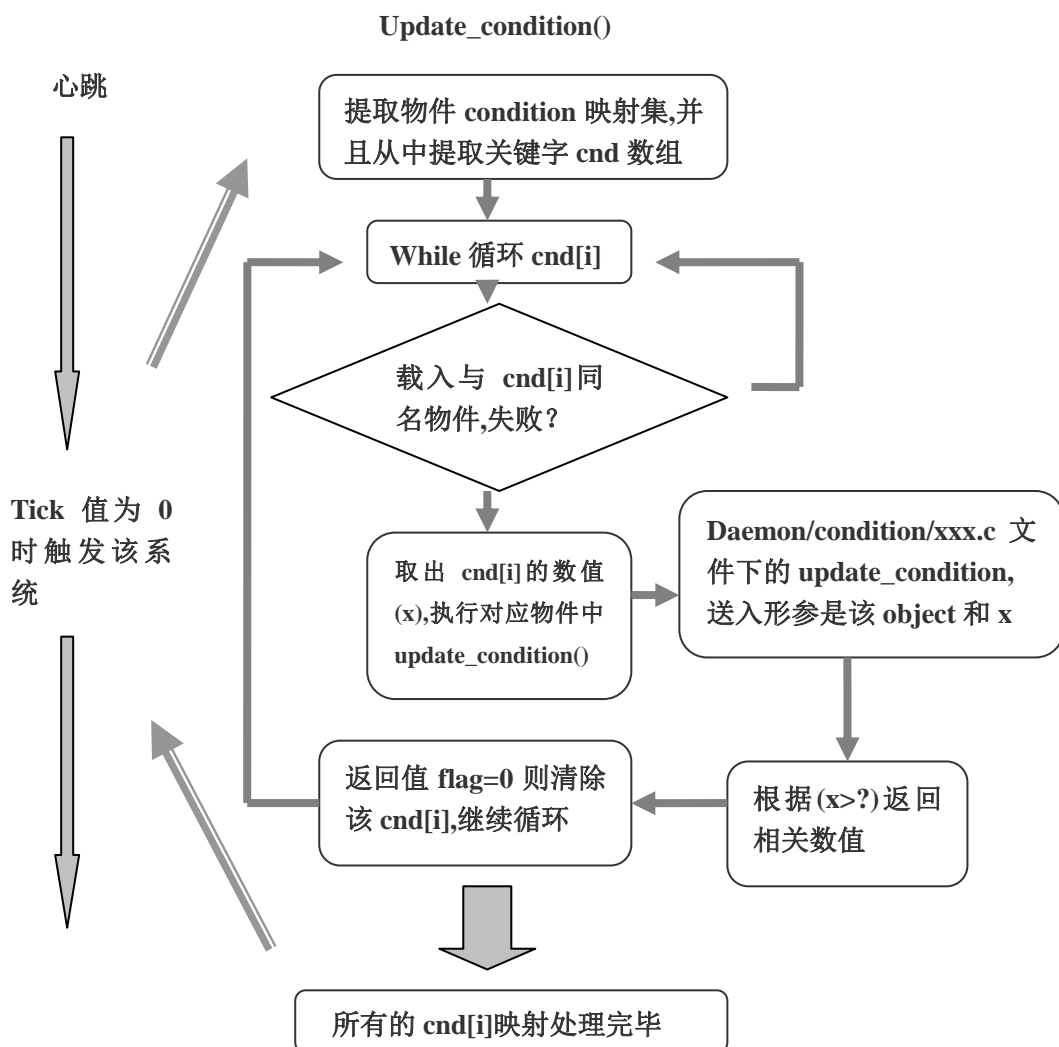 Update_condition()
心跳
提取物件 condition 映射集,并
且从中提取关键字 cnd 数组
While 循环 cnd[i]
载入与 cnd[i]同
名物件,失败？
Tick 值为 0
时触发该系
统
取出 cnd[i]的数值
(x),执行对应物件中
update_condition()
Daemon/condition/xxx.c 文
件下的 update_condition,
送入形参是该 object 和 x
返回值 flag=0 则清除
该 cnd[i],继续循环
根据(x>?)返回
相关数值
所有的 cnd[i]映射处理完毕